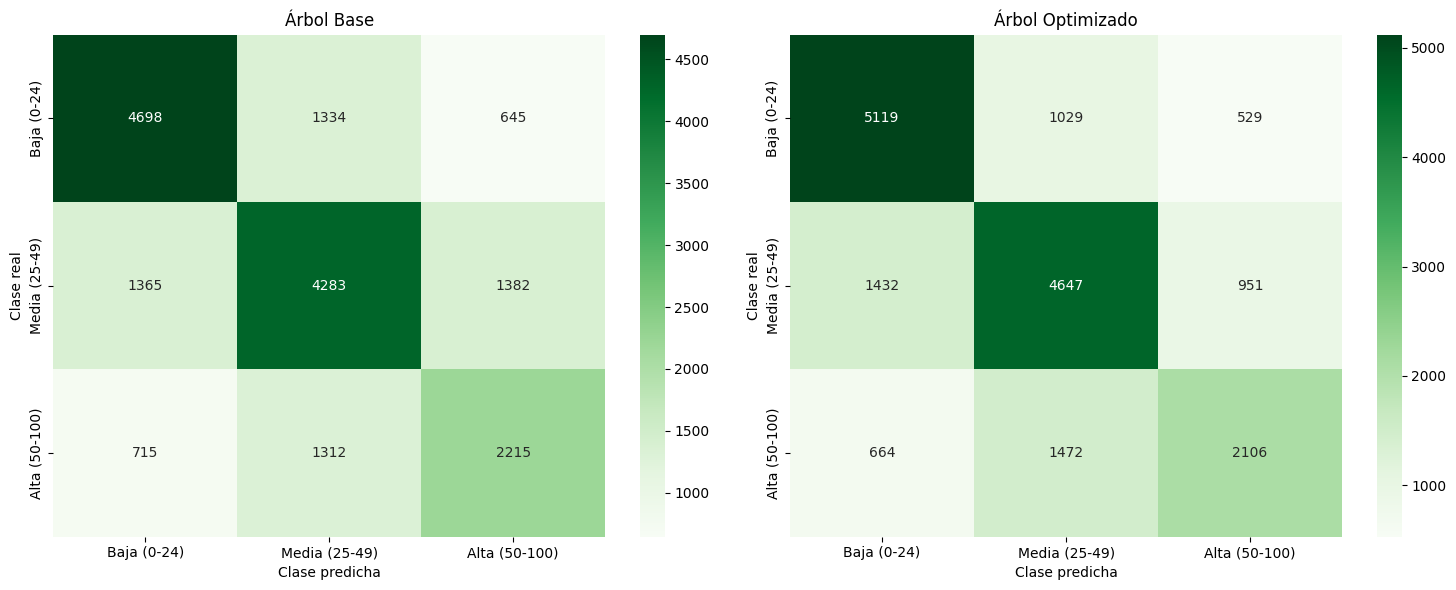 Árbol Base
Clase real
Baja (0-24)
Media (25-49)
Alta (50-100)
4698 1334 645
1365 4283 1382
715 1312 2215
Baja (0-24) Media (25-49) Alta (50-100)
Clase predicha
4500
4000
3500
3000
2500
2000
1500
1000
Árbol Optimizado
Clase real
Baja (0-24)
Media (25-49)
Alta (50-100)
5119 1029 529
1432 4647 951
664 1472 2106
Baja (0-24) Media (25-49) Alta (50-100)
Clase predicha
5000
4000
3000
2000
1000